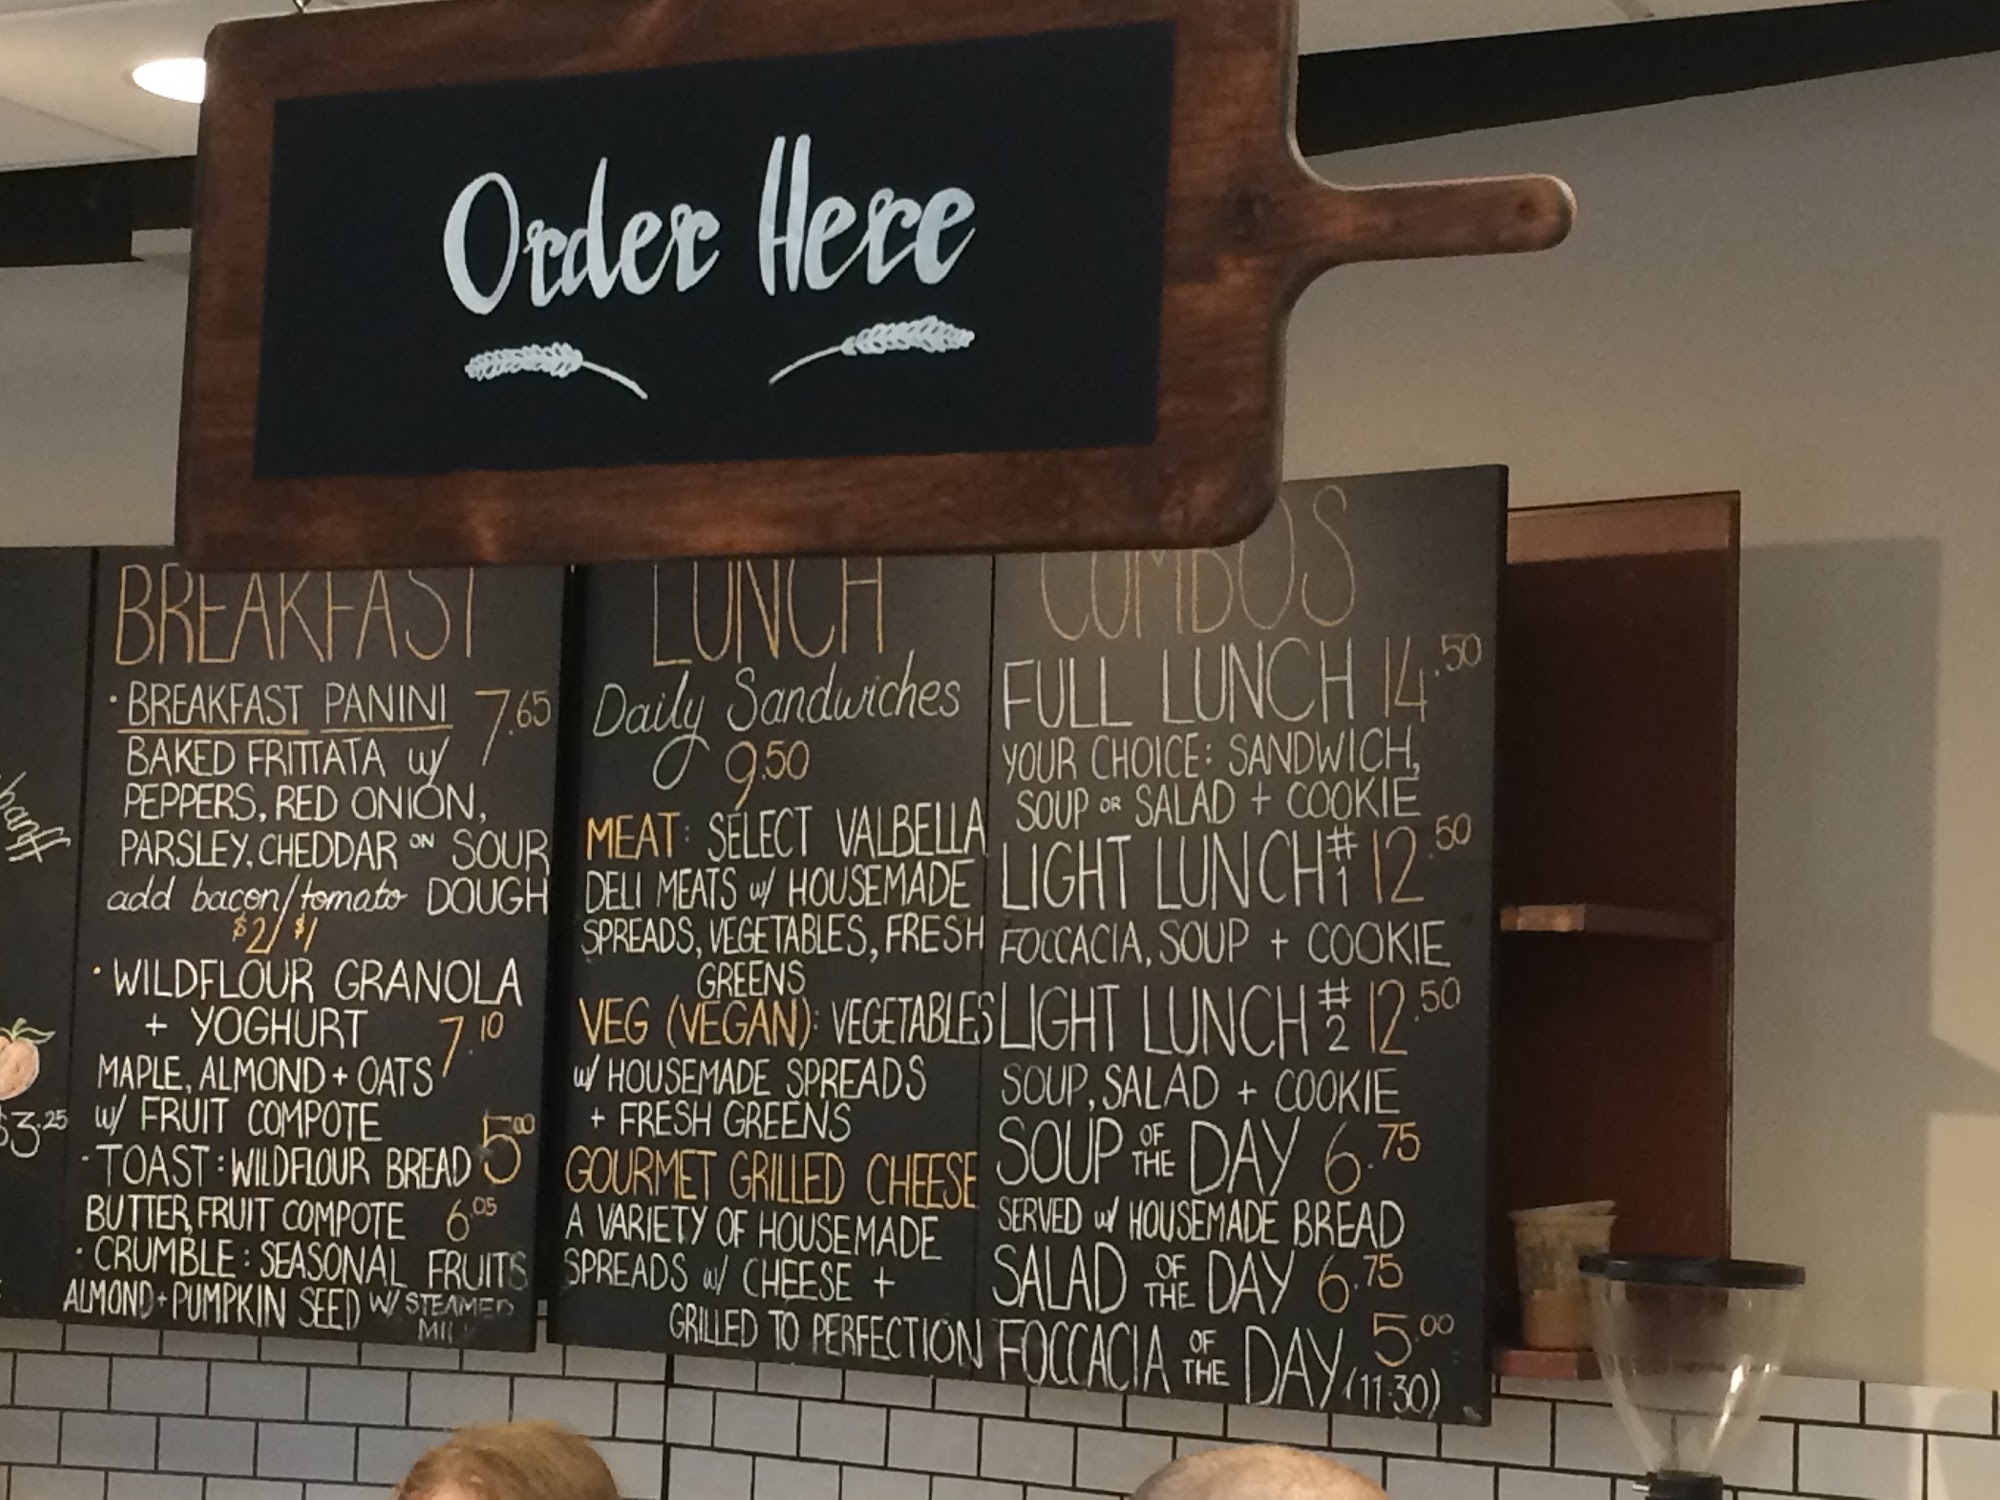 Order Here
$3.25
BREAKFAST
· BREAKFAST PANINI 7.65
BAKED FRITTATA w/
PEPPERS, RED ONION,
PARSLEY, CHEDDAR ON SOUR
add bacon/tomato DOUGH
$2/$1
· WILDFLOUR GRANOLA
+ YOGHURT 7.10
MAPLE, ALMOND + OATS
w/ FRUIT COMPOTE
· TOAST: WILDFLOUR BREAD 5.00
BUTTER, FRUIT COMPOTE 6.05
· CRUMBLE: SEASONAL FRUITS
ALMOND + PUMPKIN SEED W/ STEAMED
LUNCH
Daily Sandwiches
9.50
MEAT: SELECT VALBELLA
DELI MEATS w/ HOUSEMADE
SPREADS, VEGETABLES, FRESH
GREENS
VEG (VEGAN): VEGETABLES
w/ HOUSEMADE SPREADS
+ FRESH GREENS
GOURMET GRILLED CHEESE
A VARIETY OF HOUSEMADE
SPREADS w/ CHEESE +
GRILLED TO PERFECTION
COMBOS
FULL LUNCH 14.50
YOUR CHOICE: SANDWICH,
SOUP OR SALAD + COOKIE
LIGHT LUNCH #1 12.50
FOCCACIA, SOUP + COOKIE
LIGHT LUNCH #2 12.50
SOUP, SALAD + COOKIE
SOUP OF THE DAY 6.75
SERVED w/ HOUSEMADE BREAD
SALAD OF THE DAY 6.75
FOCCACIA OF THE DAY 5.00
(11:30)